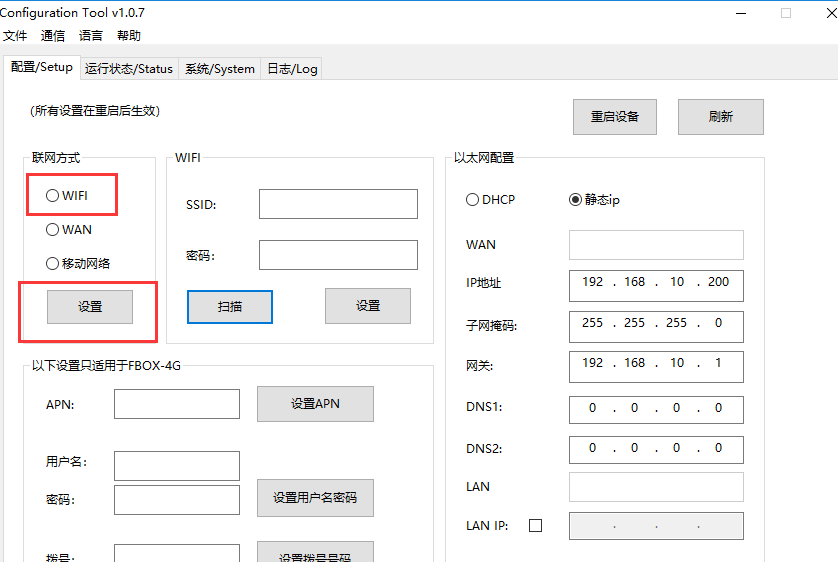 Configuration Tool v1.0.7
文件 通信 语言 帮助
配置/Setup 运行状态/Status 系统/System 日志/Log
(所有设置在重启后生效)
重启设备 刷新
联网方式
WIFI
WAN
移动网络
设置
WIFI
SSID:
密码:
扫描 设置
以下设置只适用于FBOX-4G
APN: 设置APN
用户名:
密码: 设置用户名密码
拨号: 设置拨号号码
以太网配置
DHCP 静态ip
WAN
IP地址 192 . 168 . 10 . 200
子网掩码: 255 . 255 . 255 . 0
网关: 192 . 168 . 10 . 1
DNS1: 0 . 0 . 0 . 0
DNS2: 0 . 0 . 0 . 0
LAN
LAN IP: . . .